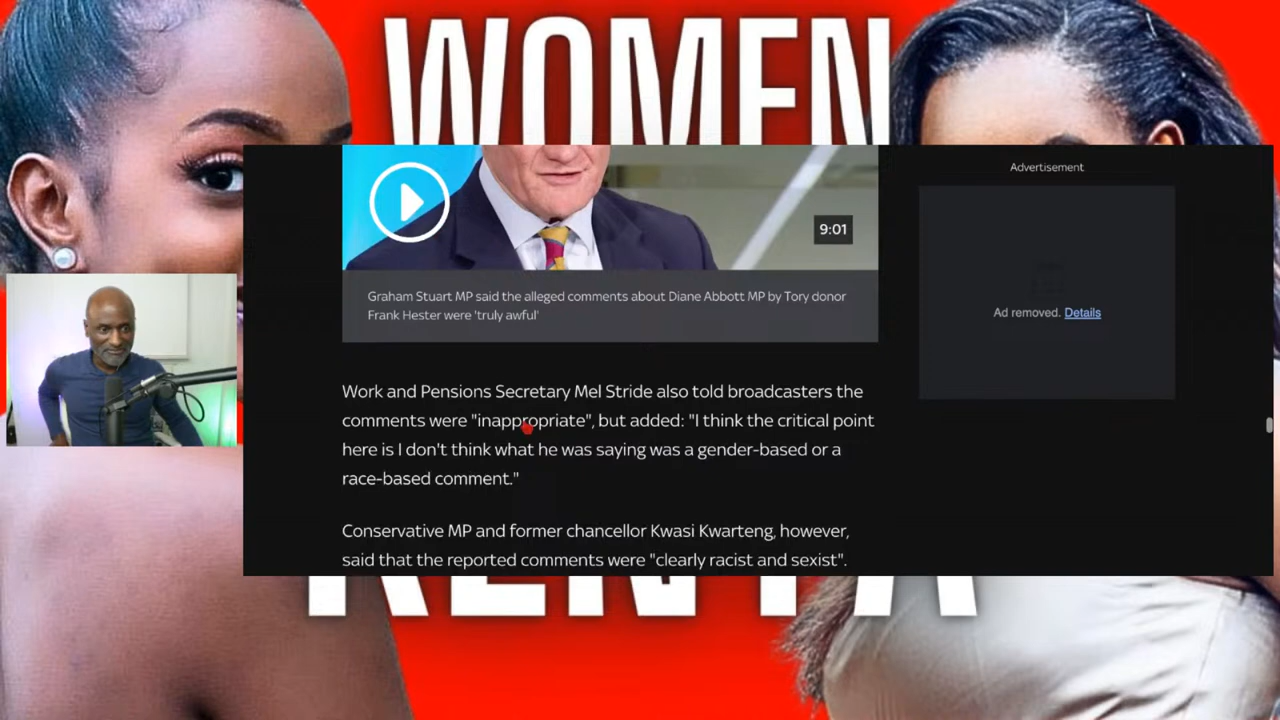 WOMEN
Advertisement
9:01
Graham Stuart MP said the alleged comments about Diane Abbott MP by Tory donor
Frank Hester were 'truly awful'
Ad removed. Details
Work and Pensions Secretary Mel Stride also told broadcasters the
comments were "inappropriate", but added: "I think the critical point
here is I don't think what he was saying was a gender-based or a
race-based comment."
Conservative MP and former chancellor Kwasi Kwarteng, however,
said that the reported comments were "clearly racist and sexist".